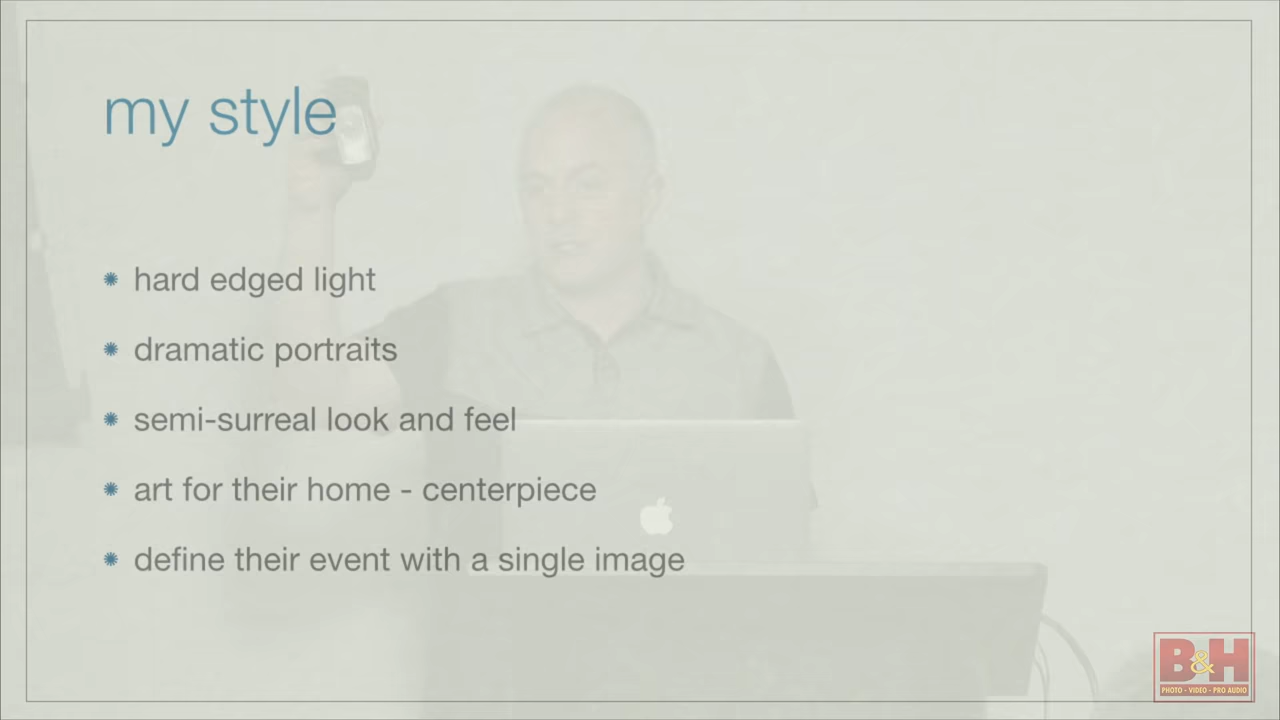 my style
hard edged light
dramatic portraits
semi-surreal look and feel
art for their home - centerpiece
define their event with a single image
B&H
PHOTO - VIDEO - PRO AUDIO